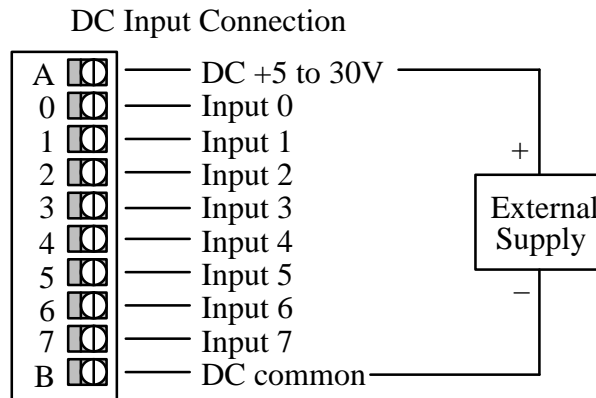 DC Input Connection
A DC +5 to 30V
0 Input 0
1 Input 1
2 Input 2
3 Input 3
4 Input 4
5 Input 5
6 Input 6
7 Input 7
B DC common
+
External
Supply
−